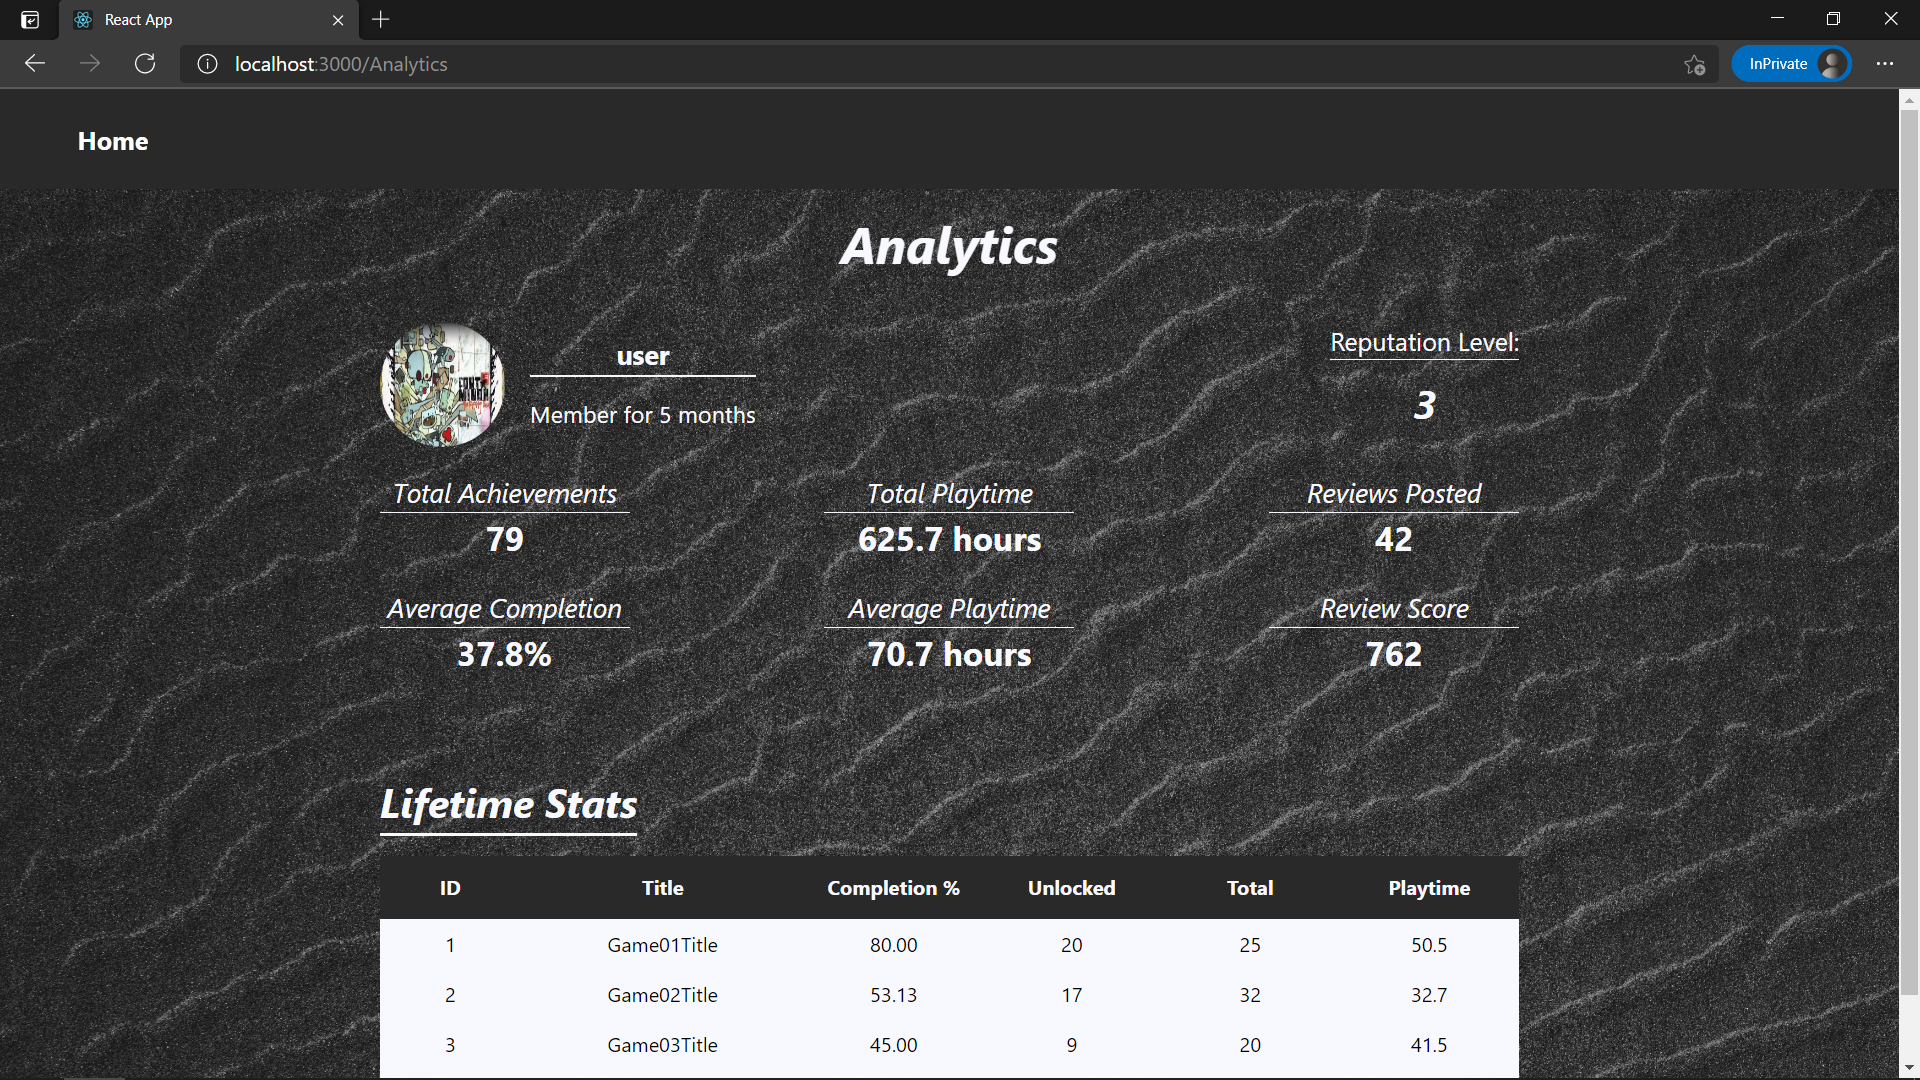 React App
localhost:3000/Analytics
InPrivate
Home
Analytics
user
Member for 5 months
Reputation Level:
3
Total Achievements
79
Total Playtime
625.7 hours
Reviews Posted
42
Average Completion
37.8%
Average Playtime
70.7 hours
Review Score
762
Lifetime Stats
ID Title Completion % Unlocked Total Playtime
1 Game01Title 80.00 20 25 50.5
2 Game02Title 53.13 17 32 32.7
3 Game03Title 45.00 9 20 41.5